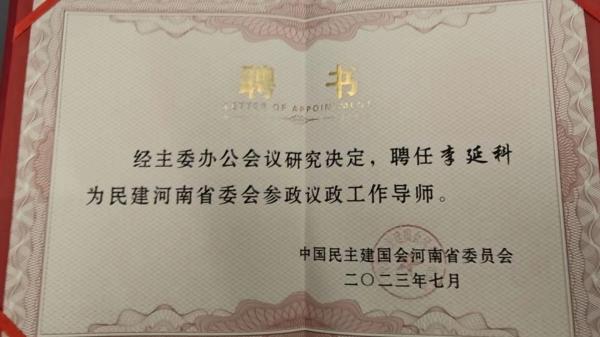 聘 书
LETTER OF APPOINTMENT
经主委办公会议研究决定，聘任李延科
为民建河南省委会参政议政工作导师。
中国民主建国会河南省委员会
二〇二三年七月